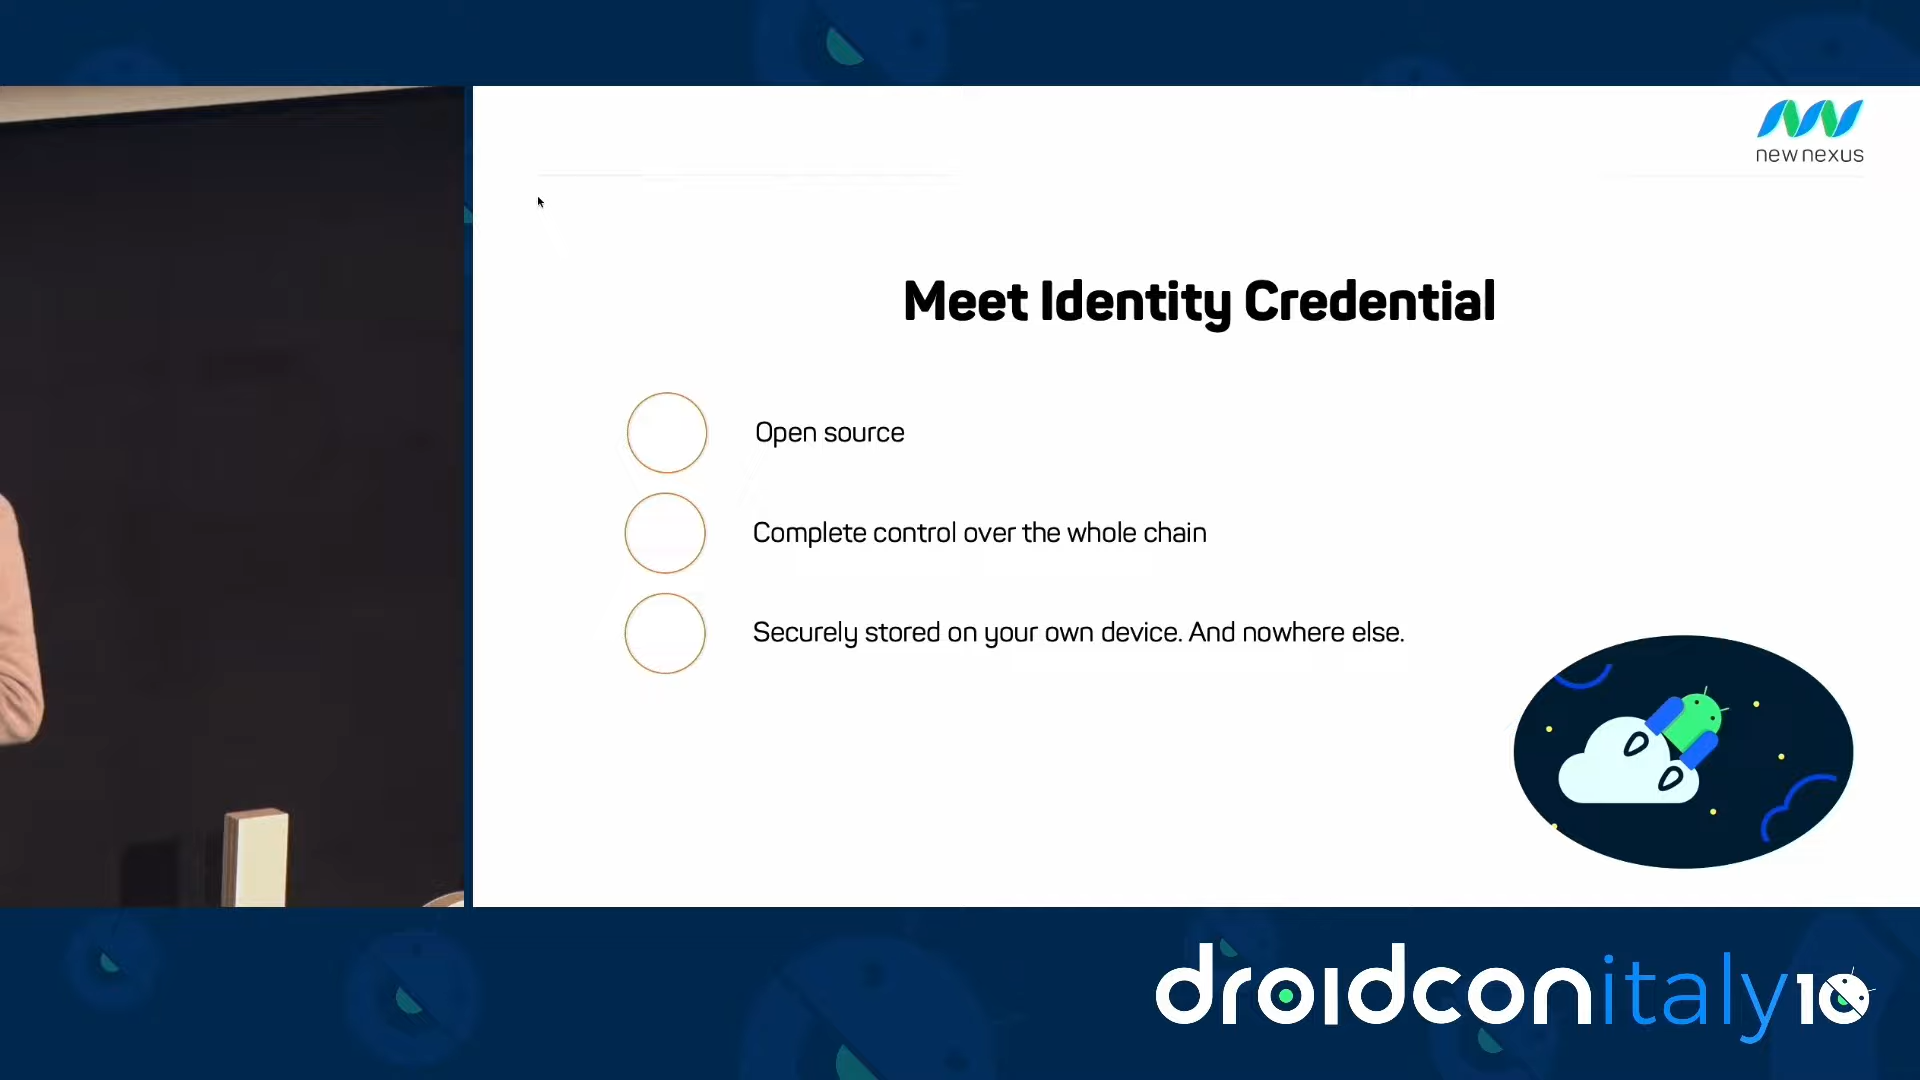 new nexus
Meet Identity Credential
Open source
Complete control over the whole chain
Securely stored on your own device. And nowhere else.
droidconitaly10